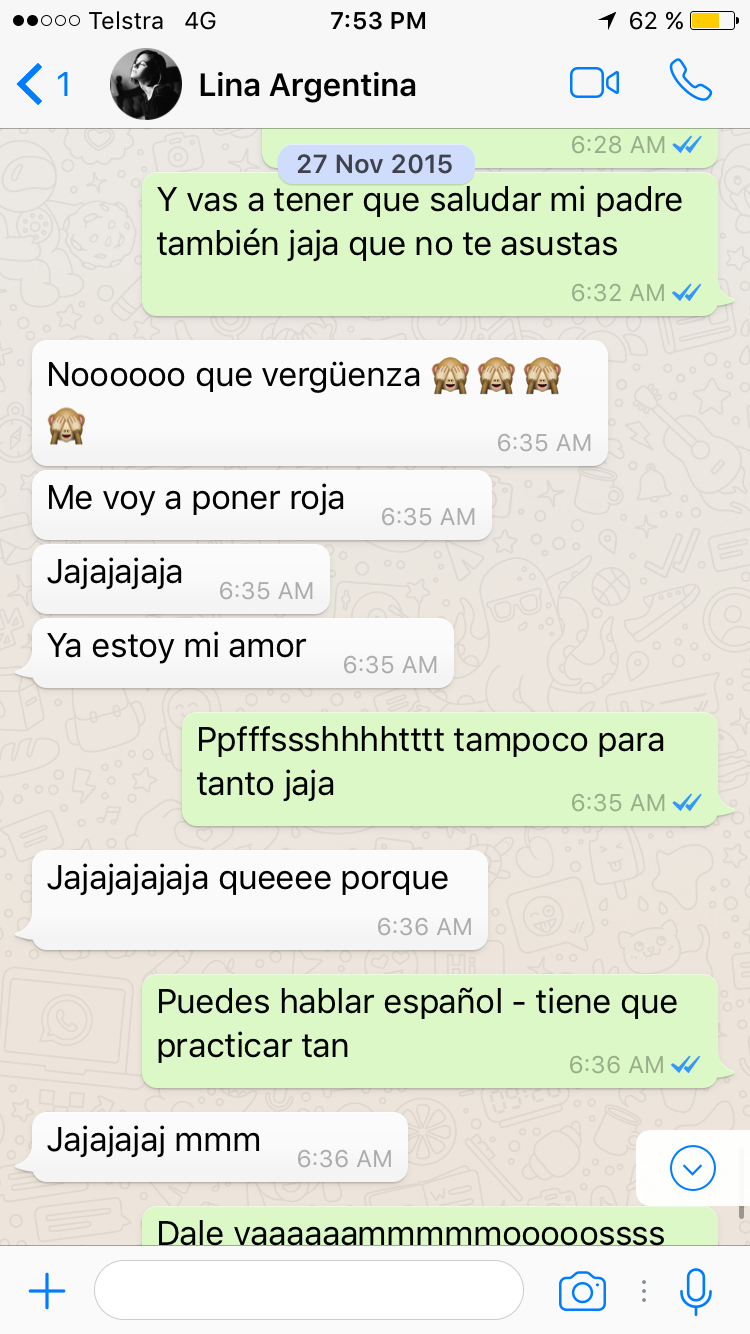 Telstra 4G 7:53 PM 62 %
1 Lina Argentina
6:28 AM
27 Nov 2015
Y vas a tener que saludar mi padre
también jaja que no te asustas
6:32 AM
Noooooo que vergüenza 🙈🙈🙈
🙈
6:35 AM
Me voy a poner roja
6:35 AM
Jajajajaja
6:35 AM
Ya estoy mi amor
6:35 AM
Ppfffssshhhhtttt tampoco para
tanto jaja
6:35 AM
Jajajajajaja queeee porque
6:36 AM
Puedes hablar español - tiene que
practicar tan
6:36 AM
Jajajajaj mmm
6:36 AM
Dale vaaaaaammmmmooooossss